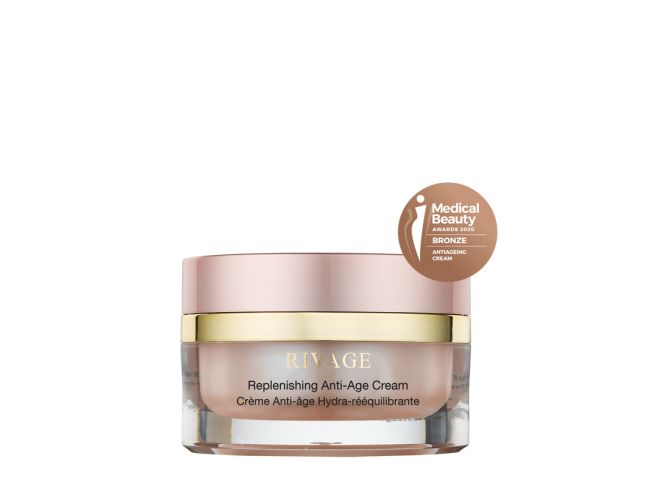 Medical
Beauty
AWARDS 2020
BRONZE
ANTIAGEING
CREAM
RIVAGE
Replenishing Anti-Age Cream
Crème Anti-âge Hydra-rééquilibrante